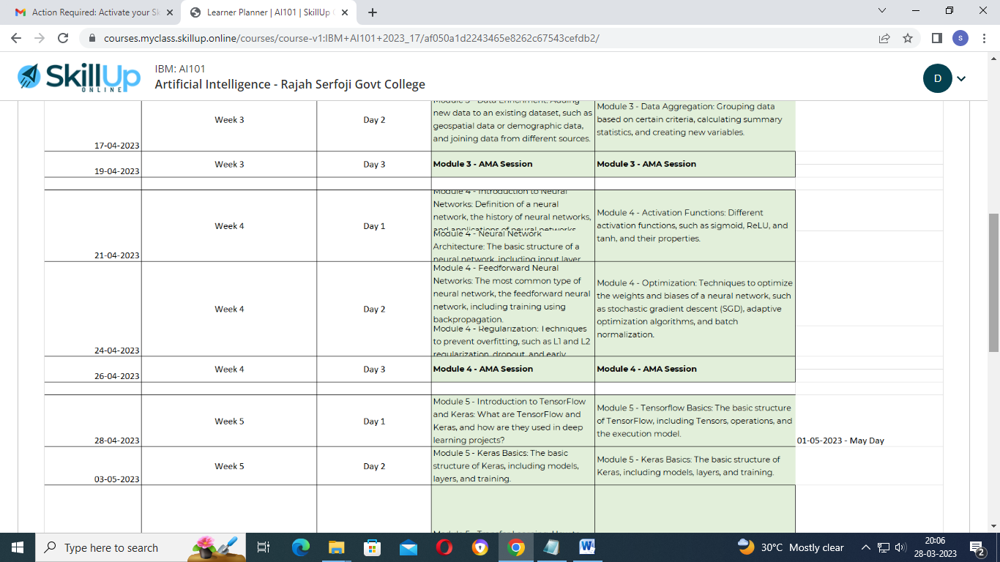 Action Required: Activate your Sk
Learner Planner | AI101 | SkillUp
courses.myclass.skillup.online/courses/course-v1:IBM+AI101+2023_17/af050a1d2243465e8262c67543cefdb2/
s
SkillUp
ONLINE
IBM: AI101
Artificial Intelligence - Rajah Serfoji Govt College
D
17-04-2023
Week 3
Day 2
Module 3 - Data Enrichment: Adding
new data to an existing dataset, such as
geospatial data or demographic data,
and joining data from different sources.
Module 3 - Data Aggregation: Grouping data
based on certain criteria, calculating summary
statistics, and creating new variables.
19-04-2023
Week 3
Day 3
Module 3 - AMA Session
Module 3 - AMA Session
21-04-2023
Week 4
Day 1
Module 4 - Introduction to Neural
Networks: Definition of a neural
network, the history of neural networks,
and applications of neural networks
Module 4 - Neural Network
Architecture: The basic structure of a
neural network, including input layer
Module 4 - Activation Functions: Different
activation functions, such as sigmoid, ReLU, and
tanh, and their properties.
24-04-2023
Week 4
Day 2
Module 4 - Feedforward Neural
Networks: The most common type of
neural network, the feedforward neural
network, including training using
backpropagation.
Module 4 - Regularization: Techniques
to prevent overfitting, such as L1 and L2
regularization, dropout, and early
Module 4 - Optimization: Techniques to optimize
the weights and biases of a neural network, such
as stochastic gradient descent (SGD), adaptive
optimization algorithms, and batch
normalization.
26-04-2023
Week 4
Day 3
Module 4 - AMA Session
Module 4 - AMA Session
28-04-2023
Week 5
Day 1
Module 5 - Introduction to TensorFlow
and Keras: What are TensorFlow and
Keras, and how are they used in deep
learning projects?
Module 5 - Tensorflow Basics: The basic structure
of TensorFlow, including Tensors, operations, and
the execution model.
01-05-2023 - May Day
03-05-2023
Week 5
Day 2
Module 5 - Keras Basics: The basic
structure of Keras, including models,
layers, and training.
Module 5 - Keras Basics: The basic structure of
Keras, including models, layers, and training.
Module 5 - Transfer Learning: How to
Type here to search
30°C Mostly clear
20:06
28-03-2023
2